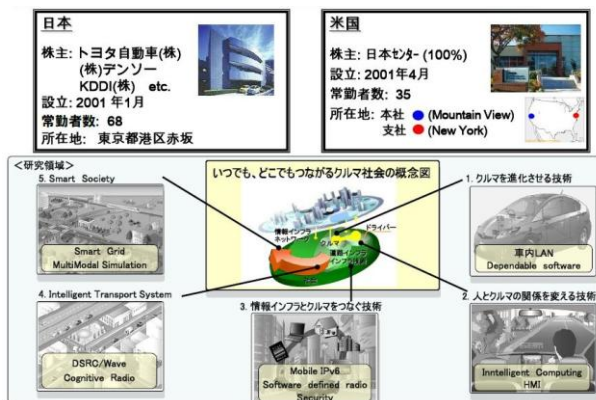 日本
株主: トヨタ自動車(株)
(株)デンソー
KDDI(株) etc.
設立: 2001 年1月
常勤者数: 68
所在地: 東京都港区赤坂
米国
株主: 日本センター (100%)
設立: 2001年4月
常勤者数: 35
所在地: 本社 (Mountain View)
支社 (New York)
<研究領域>
いつでも、どこでもつながるクルマ社会の概念図
情報インフラ
ネットワーク
ドライバー
クルマ
道路インフラ
5. Smart Society
Smart Grid
MultiModal Simulation
4. Intelligent Transport System
DSRC/Wave
Cognitive Radio
3. 情報インフラとクルマをつなぐ技術
Mobile IPv6
Software defined radio
Security
1. クルマを進化させる技術
車内LAN
Dependable software
2. 人とクルマの関係を変える技術
Inntelligent Computing
HMI